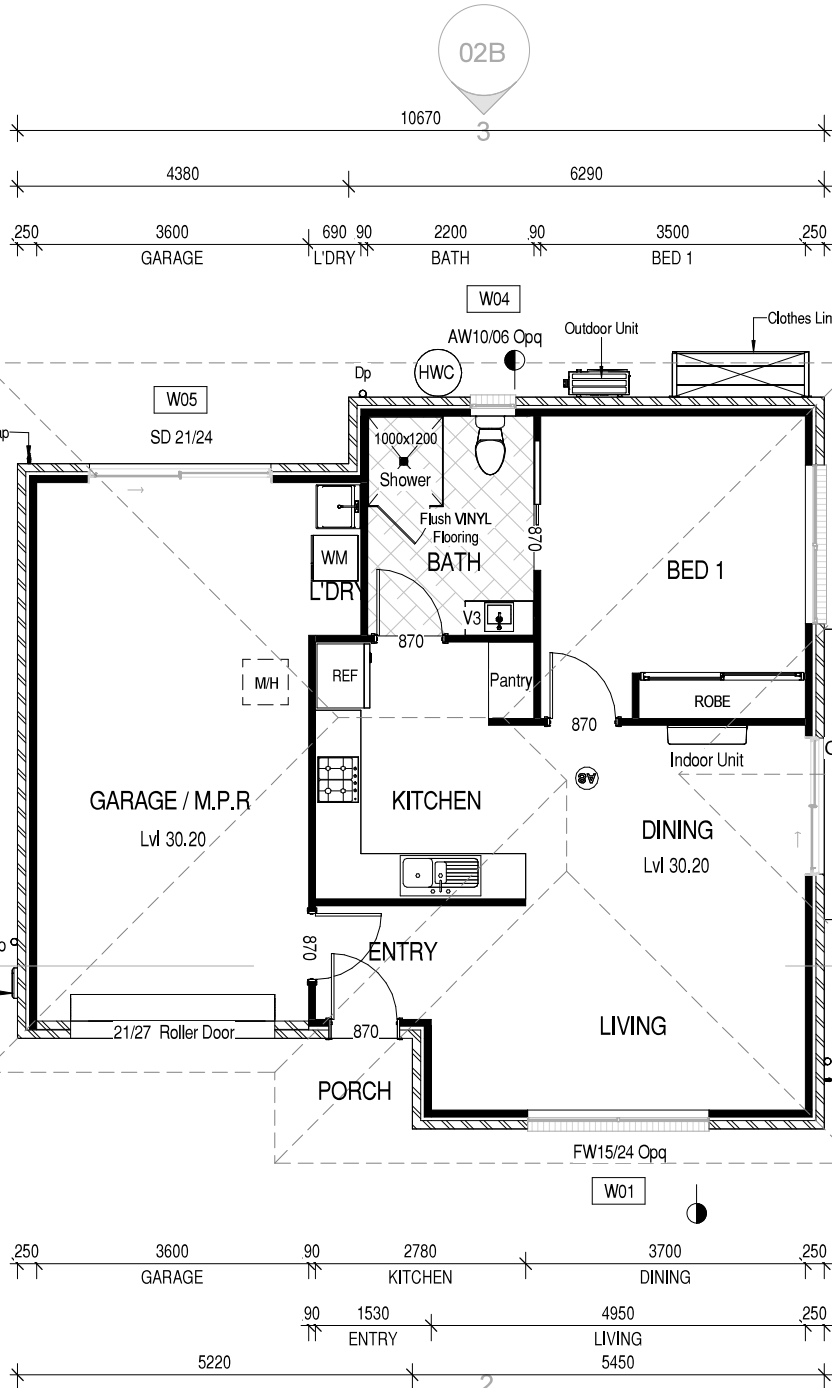 02B
3
10670
4380 6290
250 3600 690 90 2200 90 3500 250
GARAGE L'DRY BATH BED 1
W04
AW10/06 Opq
Outdoor Unit
Clothes Lin
HWC
Dp
W05
SD 21/24
1000x1200
Shower
Flush VINYL
Flooring
BATH
870
BED 1
WM
L'DRY
V3
870
REF
Pantry
M/H
ROBE
870
Indoor Unit
KITCHEN
GARAGE / M.P.R
Lvl 30.20
DINING
Lvl 30.20
870
ENTRY
LIVING
21/27 Roller Door
870
PORCH
FW15/24 Opq
W01
250 3600 90 2780 3700 250
GARAGE KITCHEN DINING
90 1530 4950 250
ENTRY LIVING
5220 5450
2